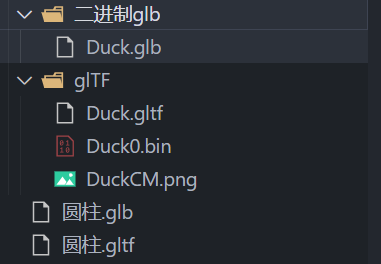 二进制glb
Duck.glb
glTF
Duck.gltf
Duck0.bin
DuckCM.png
圆柱.glb
圆柱.gltf